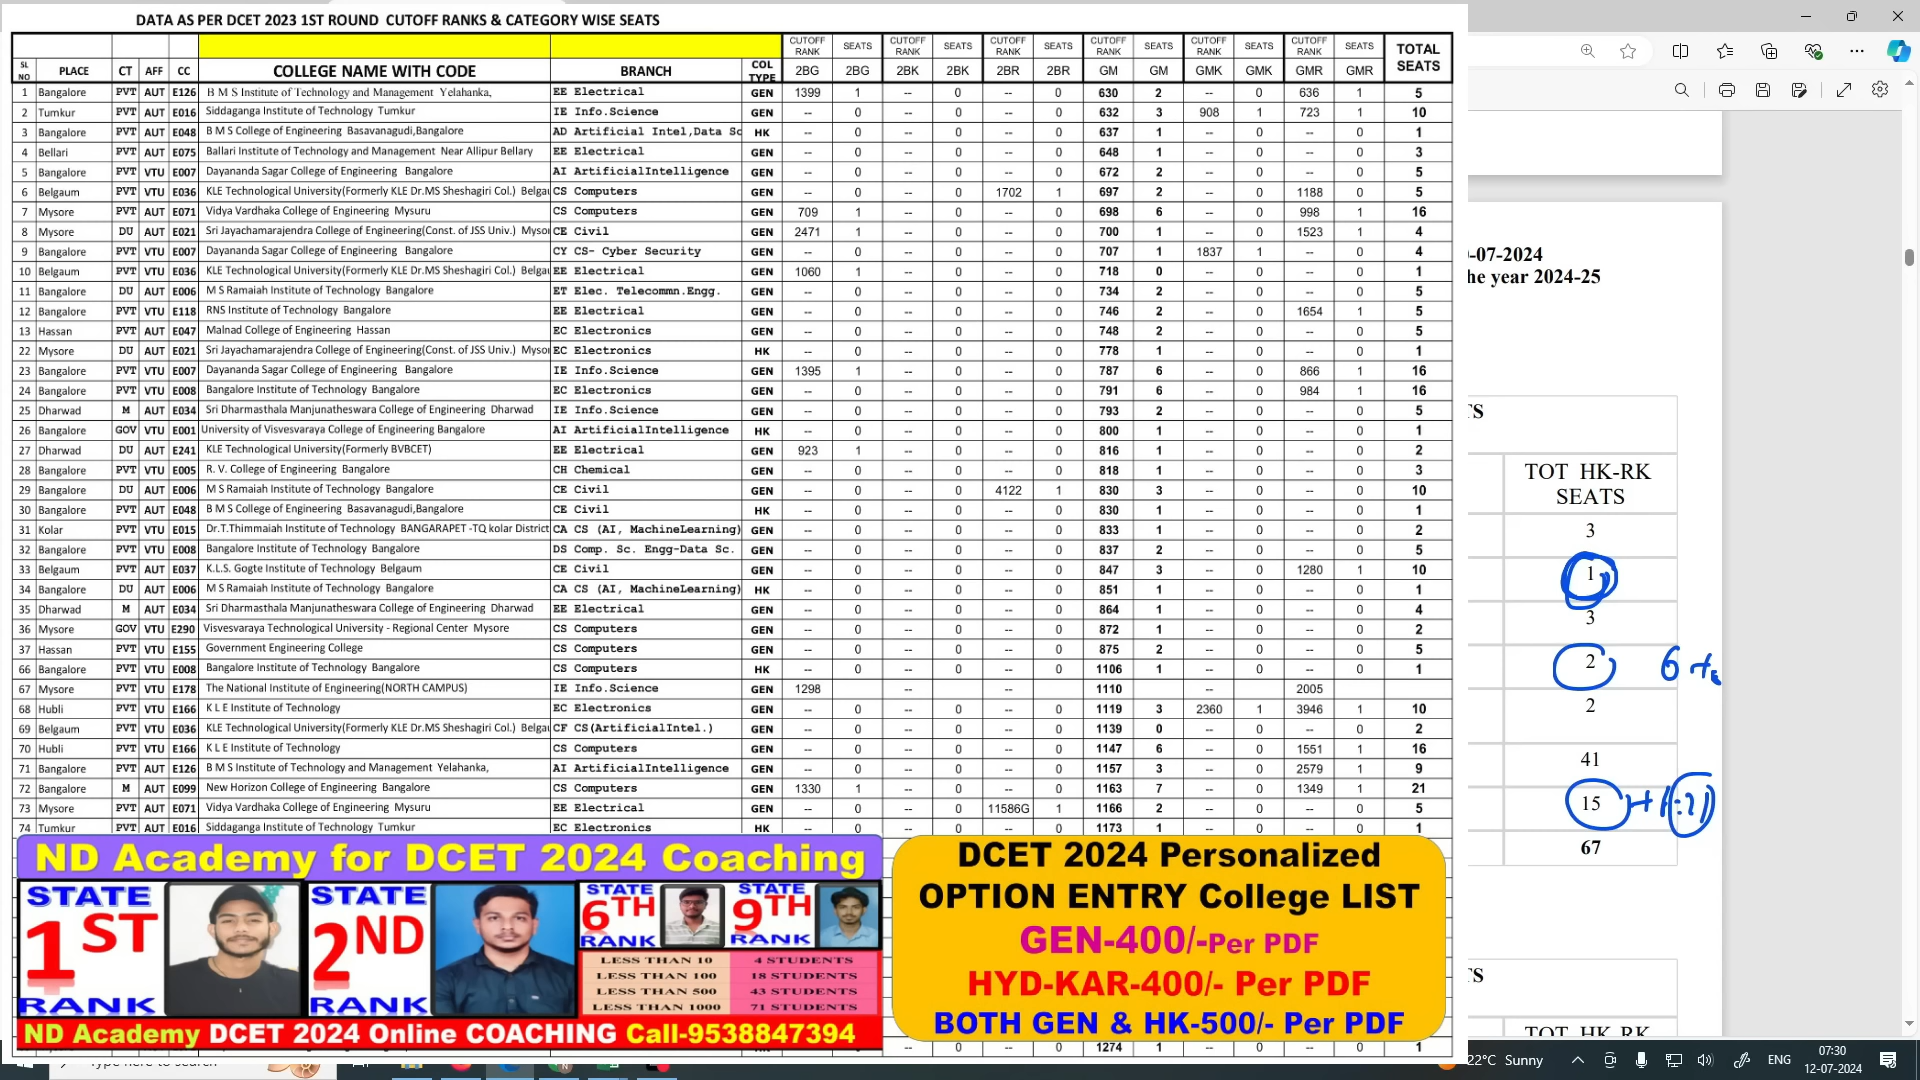 DATA AS PER DCET 2023 1ST ROUND CUTOFF RANKS & CATEGORY WISE SEATS
SL NO PLACE CT AFF CC COLLEGE NAME WITH CODE BRANCH COL TYPE CUTOFF RANK 2BG SEATS 2BG CUTOFF RANK 2BK SEATS 2BK CUTOFF RANK 2BR SEATS 2BR CUTOFF RANK GM SEATS GM CUTOFF RANK GMK SEATS GMK CUTOFF RANK GMR SEATS GMR TOTAL SEATS
1 Bangalore PVT AUT E126 B M S Institute of Technology and Management Yelahanka, EE Electrical GEN 1399 1 -- 0 -- 0 630 2 -- 0 636 1 5
2 Tumkur PVT AUT E016 Siddaganga Institute of Technology Tumkur IE Info.Science GEN -- 0 -- 0 -- 0 632 3 908 1 723 1 10
3 Bangalore PVT AUT E048 B M S College of Engineering Basavanagudi,Bangalore AD Artificial Intel,Data Sc HK -- 0 -- 0 -- 0 637 1 -- 0 -- 0 1
4 Bellari PVT AUT E075 Ballari Institute of Technology and Management Near Allipur Bellary EE Electrical GEN -- 0 -- 0 -- 0 648 1 -- 0 -- 0 3
5 Bangalore PVT VTU E007 Dayananda Sagar College of Engineering Bangalore AI ArtificialIntelligence GEN -- 0 -- 0 -- 0 672 2 -- 0 -- 0 5
6 Belgaum PVT VTU E036 KLE Technological University(Formerly KLE Dr.MS Sheshagiri Col.) Belgau CS Computers GEN -- 0 -- 0 1702 1 697 2 -- 0 1188 1 5
7 Mysore PVT AUT E071 Vidya Vardhaka College of Engineering Mysuru CS Computers GEN 709 1 -- 0 -- 0 698 6 -- 0 998 1 16
8 Mysore DU AUT E021 Sri Jayachamarajendra College of Engineering(Const. of JSS Univ.) Mysor CE Civil GEN 2471 1 -- 0 -- 0 700 1 -- 0 1523 1 4
9 Bangalore PVT VTU E007 Dayananda Sagar College of Engineering Bangalore CY CS- Cyber Security GEN -- 0 -- 0 -- 0 707 1 1837 1 -- 0 4
10 Belgaum PVT VTU E036 KLE Technological University(Formerly KLE Dr.MS Sheshagiri Col.) Belgau EE Electrical GEN 1060 1 -- 0 -- 0 718 0 -- 0 -- 0 1
11 Bangalore DU AUT E006 M S Ramaiah Institute of Technology Bangalore ET Elec. Telecommn.Engg. GEN -- 0 -- 0 -- 0 734 2 -- 0 -- 0 5
12 Bangalore PVT VTU E118 RNS Institute of Technology Bangalore EE Electrical GEN -- 0 -- 0 -- 0 746 2 -- 0 1654 1 5
13 Hassan PVT AUT E047 Malnad College of Engineering Hassan EC Electronics GEN -- 0 -- 0 -- 0 748 2 -- 0 -- 0 5
22 Mysore DU AUT E021 Sri Jayachamarajendra College of Engineering(Const. of JSS Univ.) Mysor EC Electronics HK -- 0 -- 0 -- 0 778 1 -- 0 -- 0 1
23 Bangalore PVT VTU E007 Dayananda Sagar College of Engineering Bangalore IE Info.Science GEN 1395 1 -- 0 -- 0 787 6 -- 0 866 1 16
24 Bangalore PVT VTU E008 Bangalore Institute of Technology Bangalore EC Electronics GEN -- 0 -- 0 -- 0 791 6 -- 0 984 1 16
25 Dharwad M AUT E034 Sri Dharmasthala Manjunatheswara College of Engineering Dharwad IE Info.Science GEN -- 0 -- 0 -- 0 793 2 -- 0 -- 0 5
26 Bangalore GOV VTU E001 University of Visvesvaraya College of Engineering Bangalore AI ArtificialIntelligence HK -- 0 -- 0 -- 0 800 1 -- 0 -- 0 1
27 Dharwad DU AUT E241 KLE Technological University(Formerly BVBCET) EE Electrical GEN 923 1 -- 0 -- 0 816 1 -- 0 -- 0 2
28 Bangalore PVT VTU E005 R. V. College of Engineering Bangalore CH Chemical GEN -- 0 -- 0 -- 0 818 1 -- 0 -- 0 3
29 Bangalore DU AUT E006 M S Ramaiah Institute of Technology Bangalore CE Civil GEN -- 0 -- 0 4122 1 830 3 -- 0 -- 0 10
30 Bangalore PVT AUT E048 B M S College of Engineering Basavanagudi,Bangalore CE Civil HK -- 0 -- 0 -- 0 830 1 -- 0 -- 0 1
31 Kolar PVT VTU E015 Dr.T.Thimmaiah Institute of Technology BANGARAPET -TQ kolar District CA CS (AI, MachineLearning) GEN -- 0 -- 0 -- 0 833 1 -- 0 -- 0 2
32 Bangalore PVT VTU E008 Bangalore Institute of Technology Bangalore DS Comp. Sc. Engg-Data Sc. GEN -- 0 -- 0 -- 0 837 2 -- 0 -- 0 5
33 Belgaum PVT AUT E037 K.L.S. Gogte Institute of Technology Belgaum CE Civil GEN -- 0 -- 0 -- 0 847 3 -- 0 1280 1 10
34 Bangalore DU AUT E006 M S Ramaiah Institute of Technology Bangalore CA CS (AI, MachineLearning) HK -- 0 -- 0 -- 0 851 1 -- 0 -- 0 1
35 Dharwad M AUT E034 Sri Dharmasthala Manjunatheswara College of Engineering Dharwad EE Electrical GEN -- 0 -- 0 -- 0 864 1 -- 0 -- 0 4
36 Mysore GOV VTU E290 Visvesvaraya Technological University - Regional Center Mysore CS Computers GEN -- 0 -- 0 -- 0 872 1 -- 0 -- 0 2
37 Hassan PVT VTU E155 Government Engineering College CS Computers GEN -- 0 -- 0 -- 0 875 2 -- 0 -- 0 5
66 Bangalore PVT VTU E008 Bangalore Institute of Technology Bangalore CS Computers HK -- 0 -- 0 -- 0 1106 1 -- 0 -- 0 1
67 Mysore PVT VTU E178 The National Institute of Engineering(NORTH CAMPUS) IE Info.Science GEN 1298 -- -- 1110 -- 2005
68 Hubli PVT VTU E166 K L E Institute of Technology EC Electronics GEN -- 0 -- 0 -- 0 1119 3 2360 1 3946 1 10
69 Belgaum PVT VTU E036 KLE Technological University(Formerly KLE Dr.MS Sheshagiri Col.) Belgau CF CS(ArtificialIntel.) GEN -- 0 -- 0 -- 0 1139 0 -- 0 -- 0 2
70 Hubli PVT VTU E166 K L E Institute of Technology CS Computers GEN -- 0 -- 0 -- 0 1147 6 -- 0 1551 1 16
71 Bangalore PVT AUT E126 B M S Institute of Technology and Management Yelahanka, AI ArtificialIntelligence GEN -- 0 -- 0 -- 0 1157 3 -- 0 2579 1 9
72 Bangalore M AUT E099 New Horizon College of Engineering Bangalore CS Computers GEN 1330 1 -- 0 -- 0 1163 7 -- 0 1349 1 21
73 Mysore PVT AUT E071 Vidya Vardhaka College of Engineering Mysuru EE Electrical GEN -- 0 -- 0 11586G 1 1166 2 -- 0 -- 0 5
74 Tumkur PVT AUT E016 Siddaganga Institute of Technology Tumkur EC Electronics HK -- 0 -- 0 -- 0 1173 1 -- 0 -- 0 1
-- 0 -- 0 1274 1 -- 0 -- 0 1
ND Academy for DCET 2024 Coaching
STATE 1ST RANK
STATE 2ND RANK
STATE 6TH RANK
STATE 9TH RANK
LESS THAN 10 4 STUDENTS
LESS THAN 100 18 STUDENTS
LESS THAN 500 43 STUDENTS
LESS THAN 1000 71 STUDENTS
ND Academy DCET 2024 Online COACHING Call-9538847394
DCET 2024 Personalized
OPTION ENTRY College LIST
GEN-400/-Per PDF
HYD-KAR-400/- Per PDF
BOTH GEN & HK-500/- Per PDF
-07-2024
he year 2024-25
TS
TOT HK-RK
SEATS
3
1
3
2 6
2
41
15
67
TS
TOT HK-RK
22°C Sunny
ENG
07:30
12-07-2024